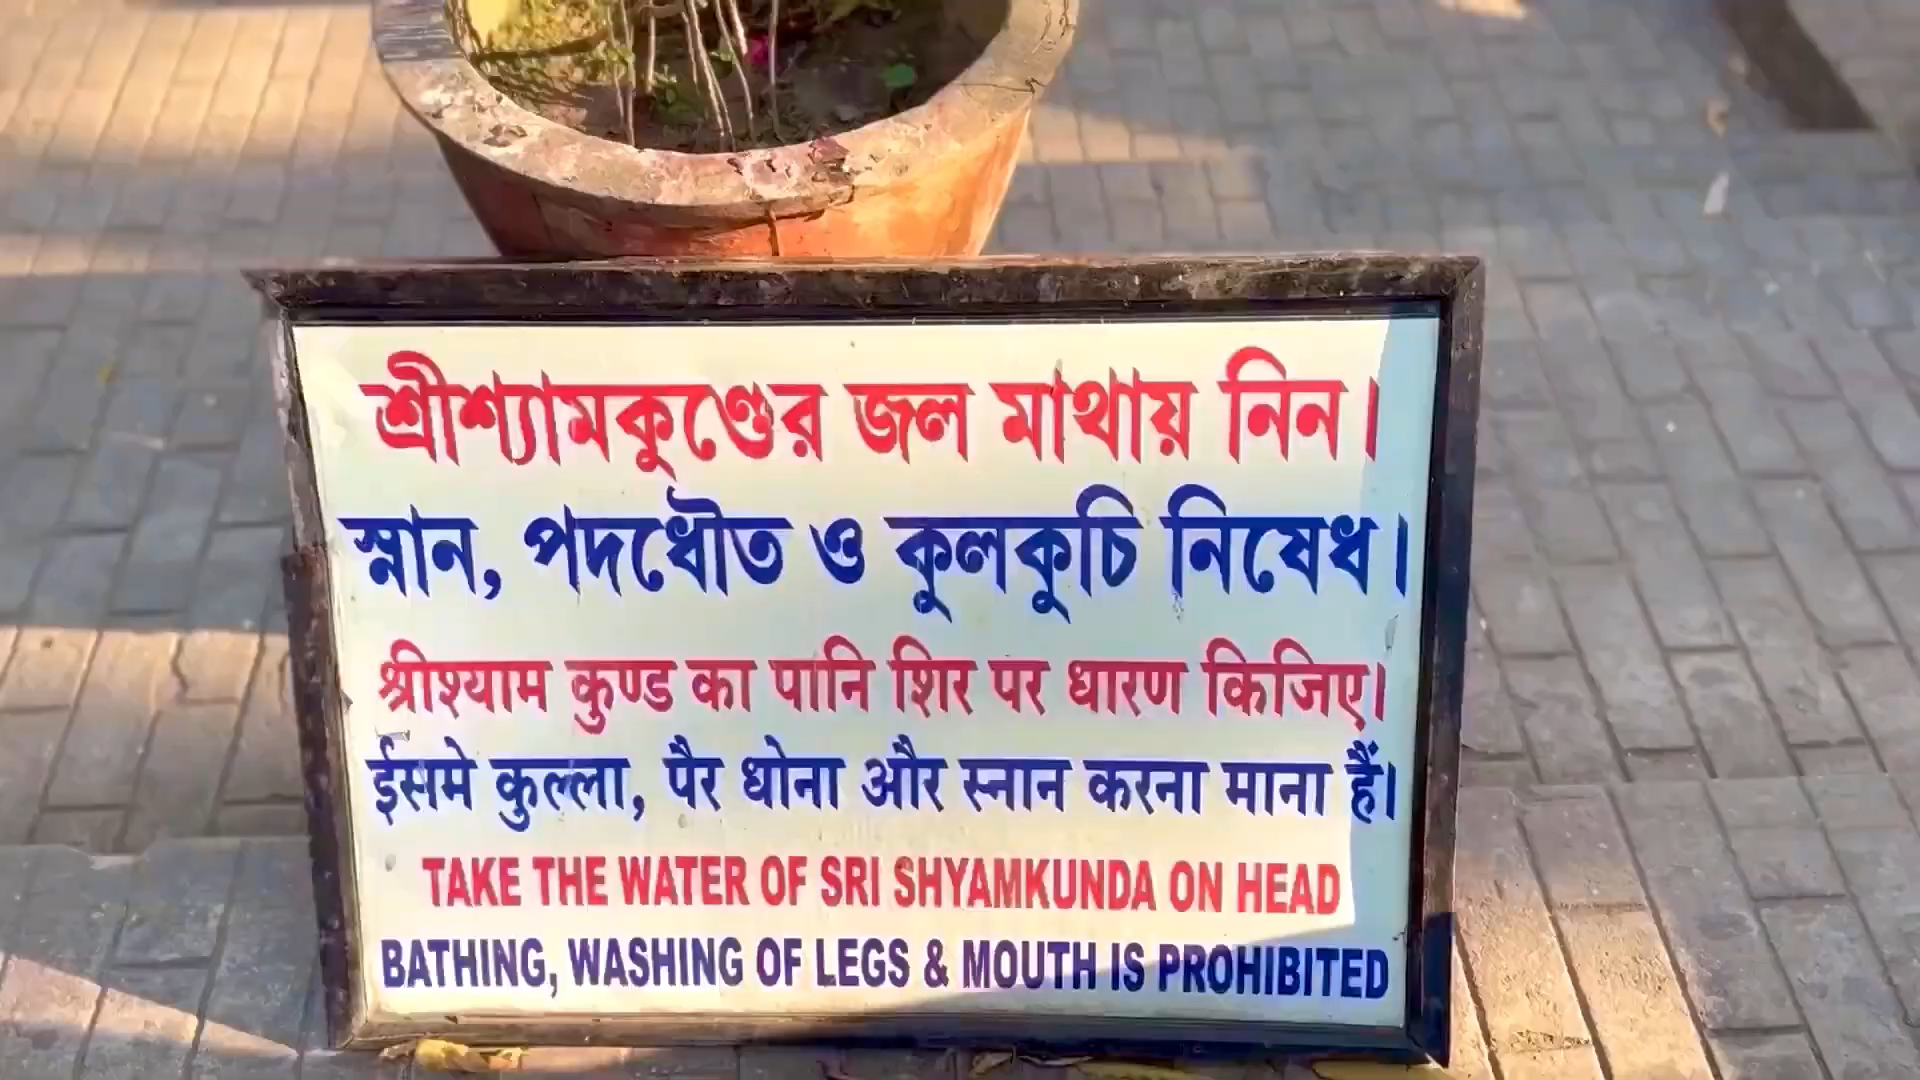 শ্রীশ্যামকুণ্ডের জল মাথায় নিন।
স্নান, পদধৌত ও কুলকুচি নিষেধ।
श्रीश्याम कुण्ड का पानि शिर पर धारण किजिए।
ईसमे कुल्ला, पैर धोना और स्नान करना माना हैं।
TAKE THE WATER OF SRI SHYAMKUNDA ON HEAD
BATHING, WASHING OF LEGS & MOUTH IS PROHIBITED